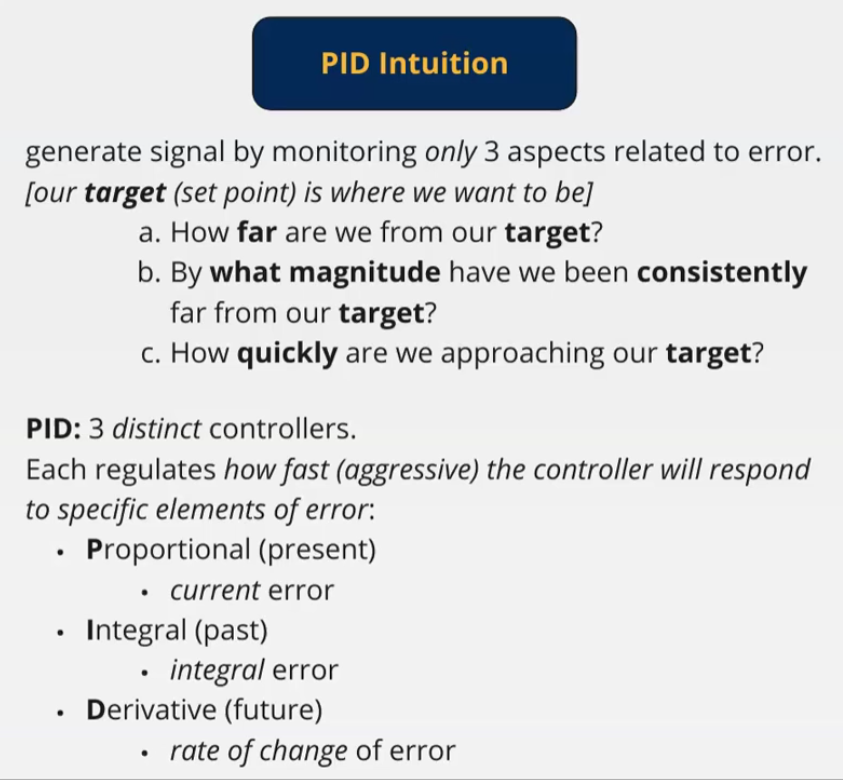 PID Intuition
generate signal by monitoring only 3 aspects related to error.
[our target (set point) is where we want to be]
a. How far are we from our target?
b. By what magnitude have we been consistently
far from our target?
c. How quickly are we approaching our target?
PID: 3 distinct controllers.
Each regulates how fast (aggressive) the controller will respond
to specific elements of error:
• Proportional (present)
• current error
• Integral (past)
• integral error
• Derivative (future)
• rate of change of error